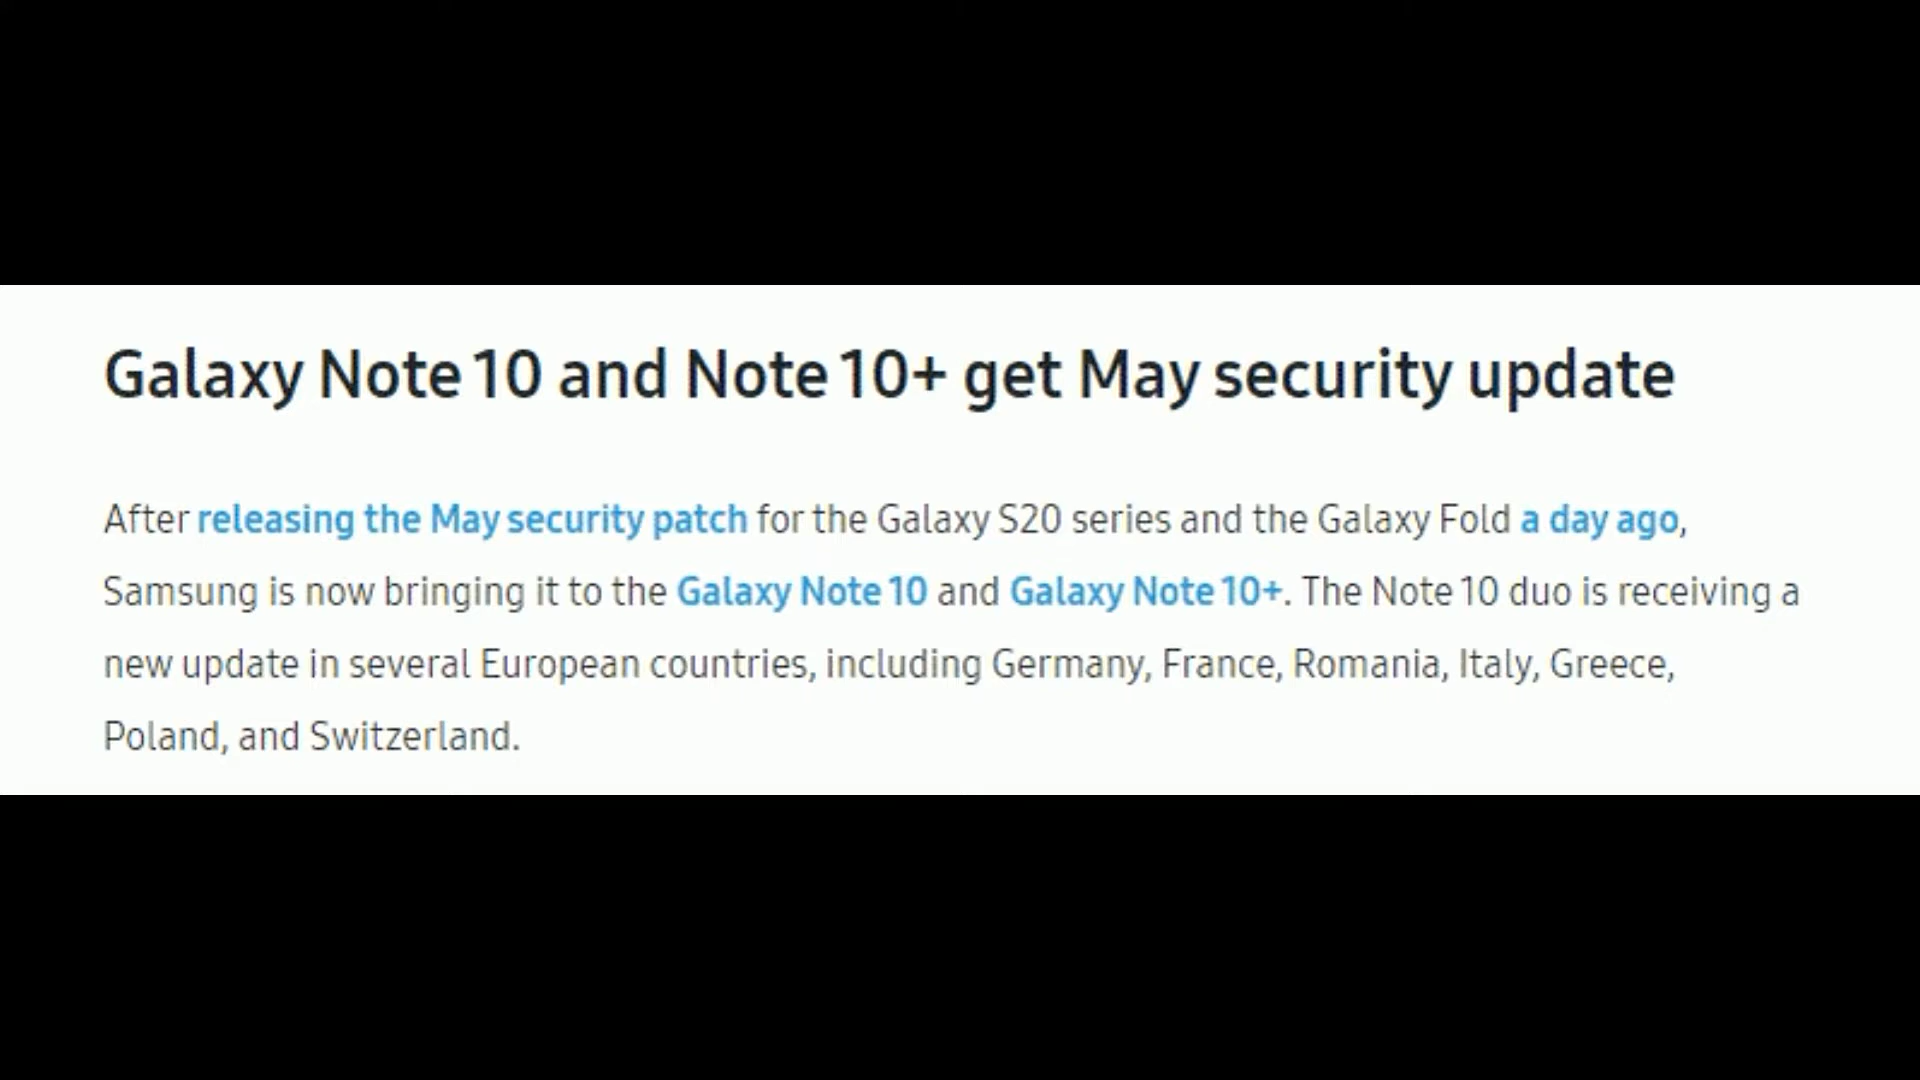 Galaxy Note 10 and Note 10+ get May security update
After releasing the May security patch for the Galaxy S20 series and the Galaxy Fold a day ago,
Samsung is now bringing it to the Galaxy Note 10 and Galaxy Note 10+. The Note 10 duo is receiving a
new update in several European countries, including Germany, France, Romania, Italy, Greece,
Poland, and Switzerland.